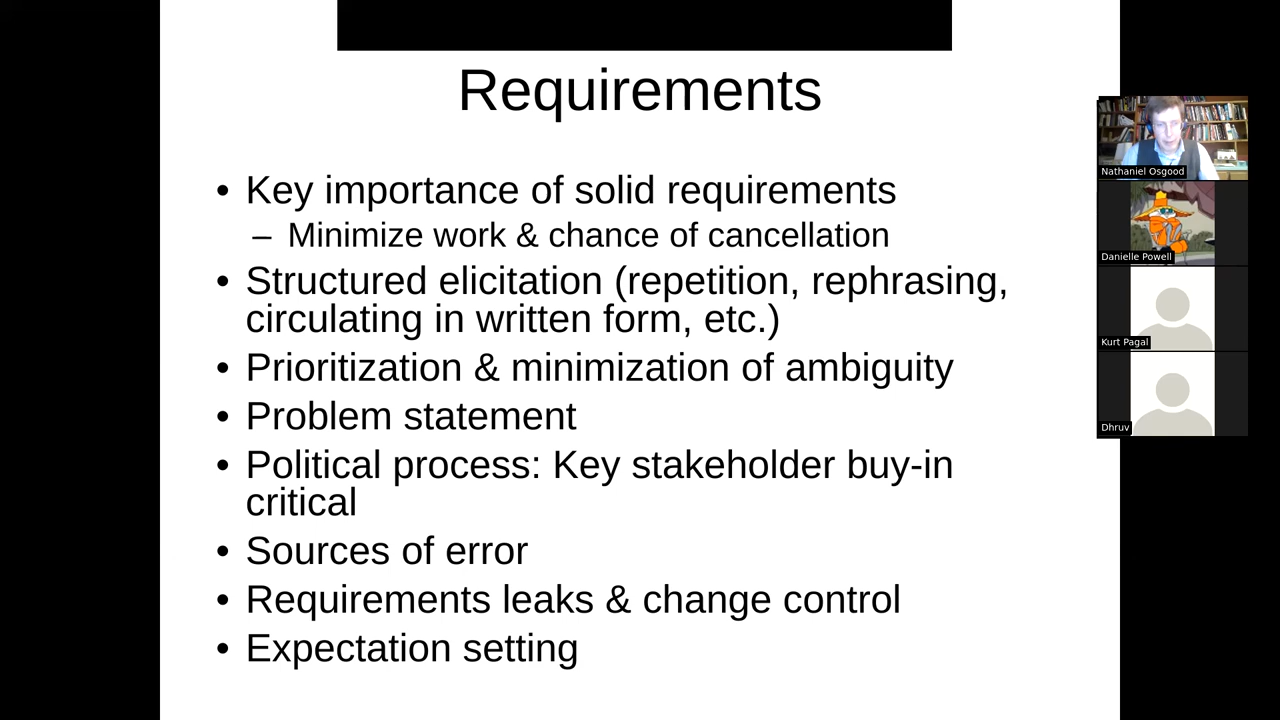 Requirements
• Key importance of solid requirements
– Minimize work & chance of cancellation
• Structured elicitation (repetition, rephrasing,
circulating in written form, etc.)
• Prioritization & minimization of ambiguity
• Problem statement
• Political process: Key stakeholder buy-in
critical
• Sources of error
• Requirements leaks & change control
• Expectation setting
Nathaniel Osgood
Danielle Powell
Kurt Pagal
Dhruv